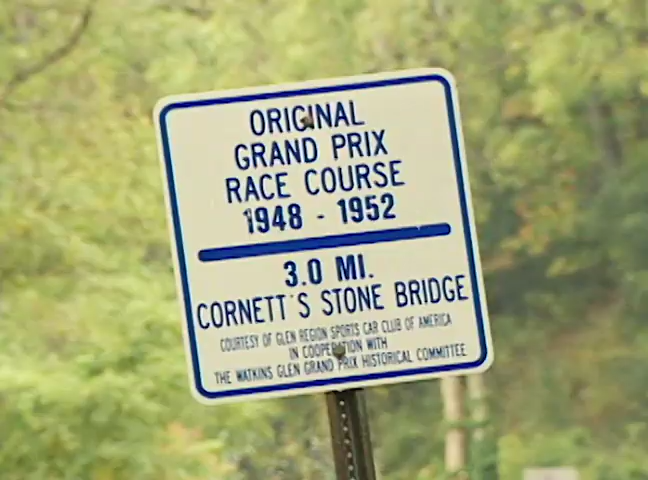 ORIGINAL
GRAND PRIX
RACE COURSE
1948 - 1952
3.0 MI.
CORNETT'S STONE BRIDGE
COURTESY OF GLEN REGION SPORTS CAR CLUB OF AMERICA
IN COOPERATION WITH
THE WATKINS GLEN GRAND PRIX HISTORICAL COMMITTEE